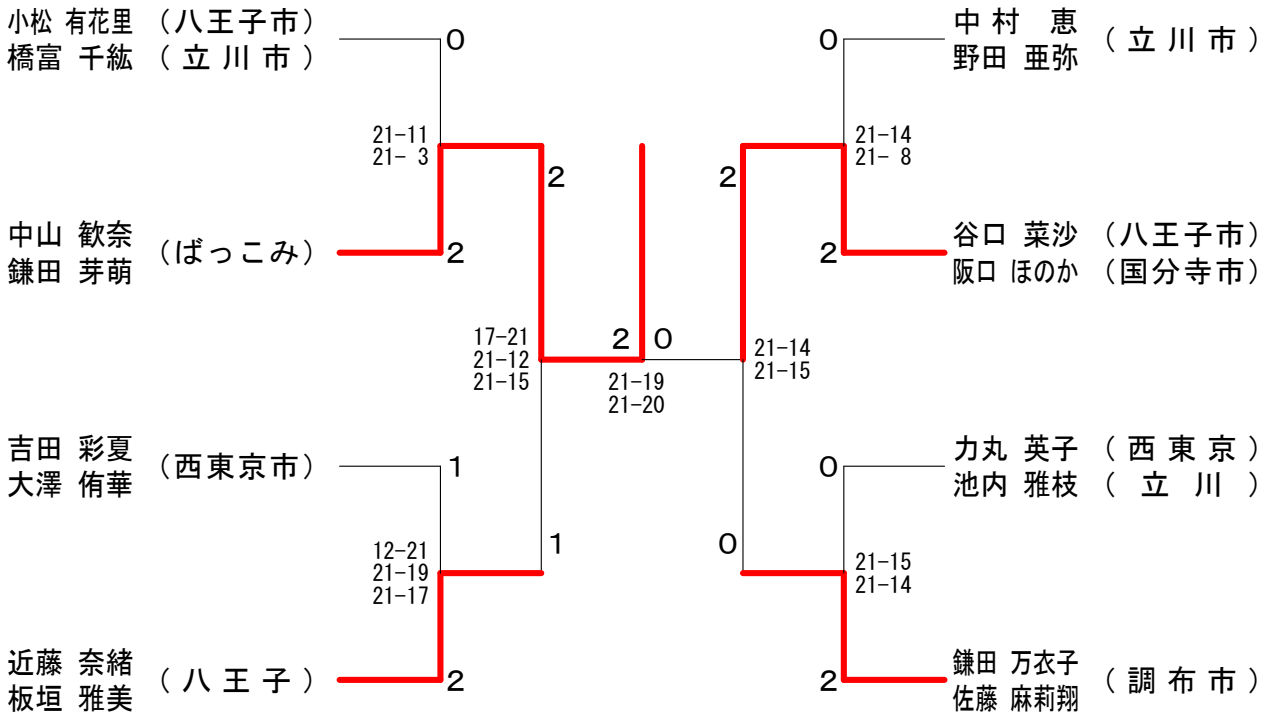 小松 有花里 (八王子市)
橋富 千紘 (立川市)
0
21-11
21- 3
中山 歓奈 (ばっこみ)
鎌田 芽萌
2
2
17-21
21-12
21-15
吉田 彩夏 (西東京市)
大澤 侑華
1
12-21
21-19
21-17
1
近藤 奈緒 (八王子)
板垣 雅美
2
2 0
21-19
21-20
中村 恵 (立川市)
野田 亜弥
0
21-14
21- 8
2
谷口 菜沙 (八王子市)
阪口 ほのか (国分寺市)
2
21-14
21-15
力丸 英子 (西東京)
池内 雅枝 (立川)
0
0
21-15
21-14
鎌田 万衣子 (調布市)
佐藤 麻莉翔
2